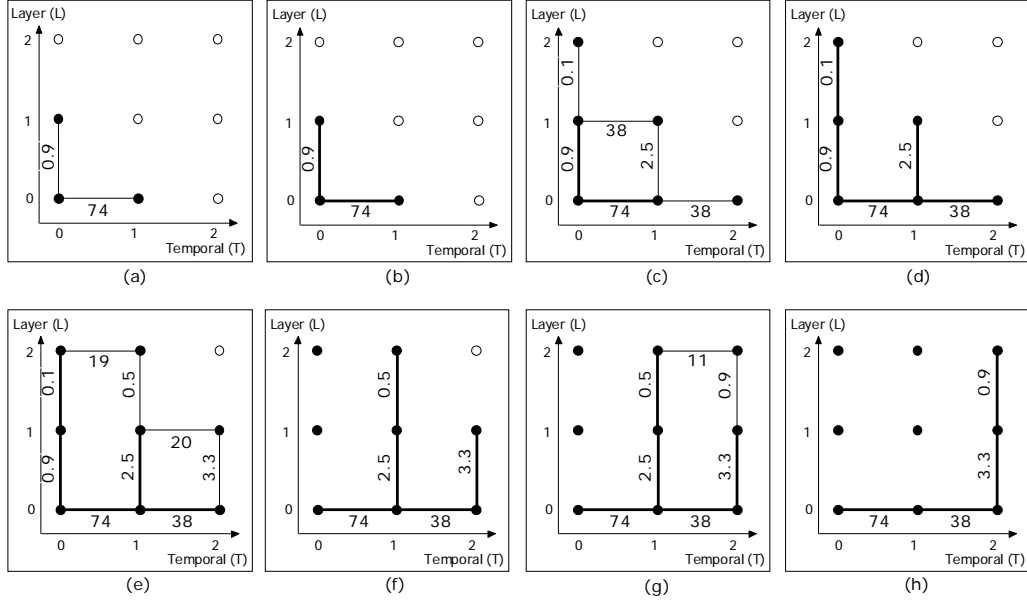 Layer (L)
2
1
0.9
0
74
0 1 2
Temporal (T)
(a)
Layer (L)
2
1
0.9
0
74
0 1 2
Temporal (T)
(b)
Layer (L)
2
0.1
1
38
0.9 2.5
0
74 38
0 1 2
Temporal (T)
(c)
Layer (L)
2
0.1
1
0.9 2.5
0
74 38
0 1 2
Temporal (T)
(d)
Layer (L)
2
19
0.1 0.5
1
20
0.9 2.5 3.3
0
74 38
0 1 2
Temporal (T)
(e)
Layer (L)
2
0.5
1
2.5 3.3
0
74 38
0 1 2
Temporal (T)
(f)
Layer (L)
2
11
0.5 0.9
1
2.5 3.3
0
74 38
0 1 2
Temporal (T)
(g)
Layer (L)
2
0.9
1
3.3
0
74 38
0 1 2
Temporal (T)
(h)